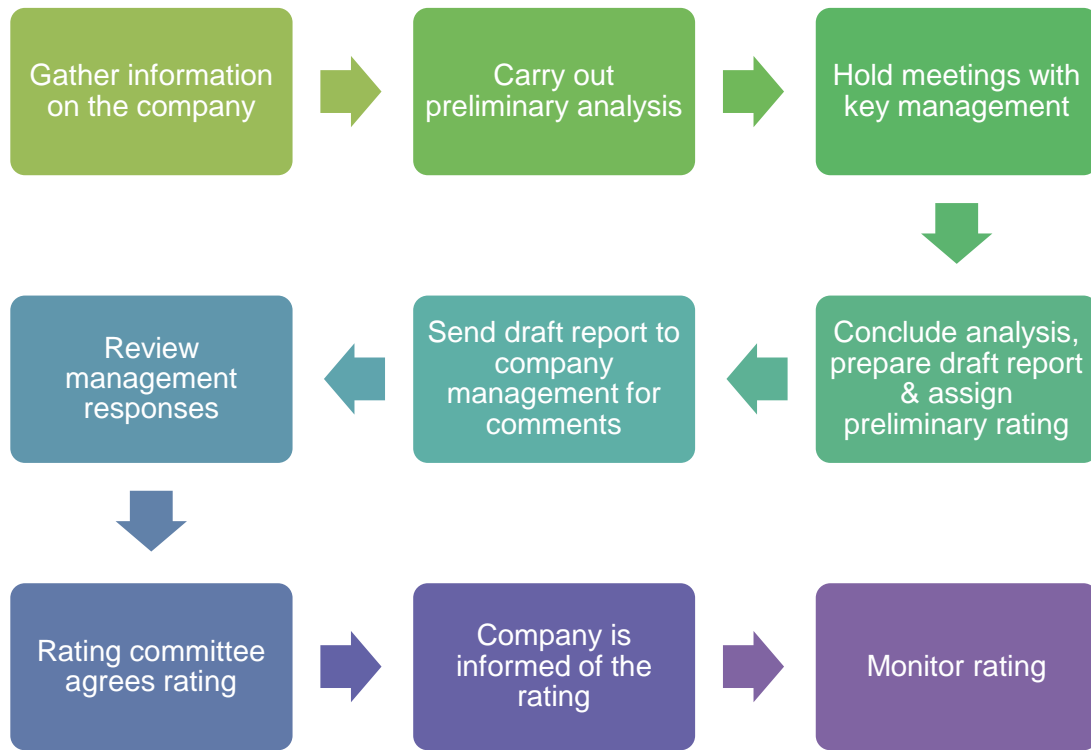 Gather information
on the company
Carry out
preliminary analysis
Hold meetings with
key management
Conclude analysis,
prepare draft report
& assign
preliminary rating
Send draft report to
company
management for
comments
Review
management
responses
Rating committee
agrees rating
Company is
informed of the
rating
Monitor rating